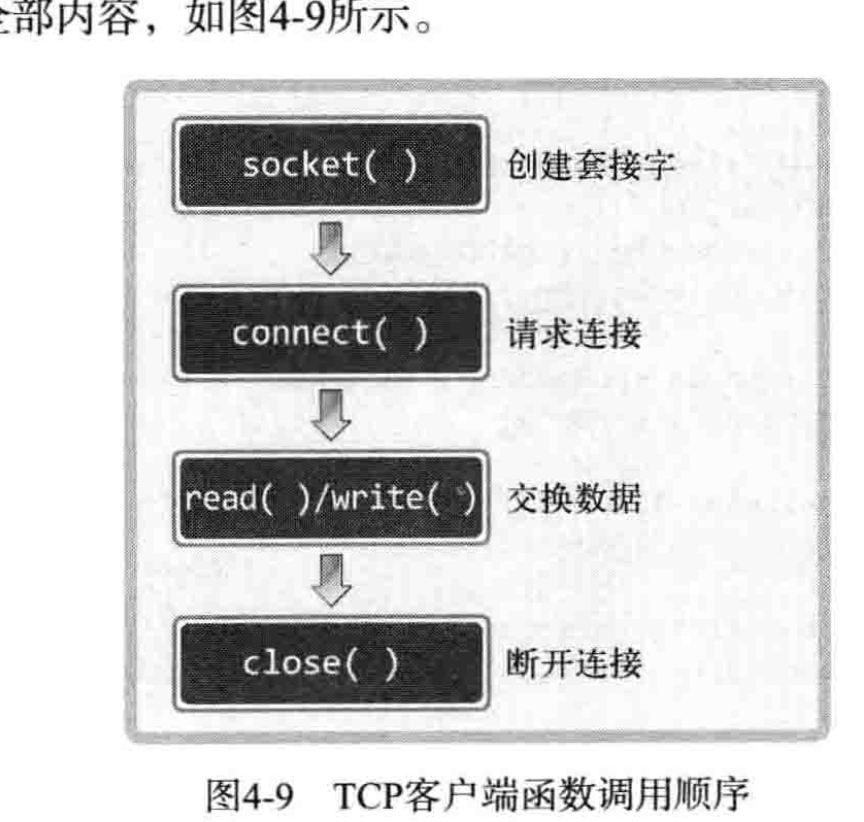 全部内容，如图4-9所示。
socket( ) 创建套接字
connect( ) 请求连接
read( )/write( ) 交换数据
close( ) 断开连接
图4-9 TCP客户端函数调用顺序